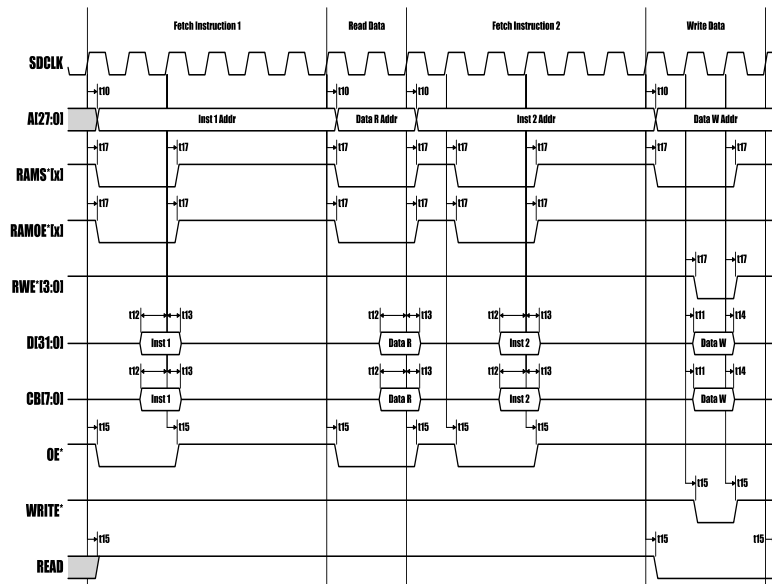 Fetch Instruction 1 Read Data Fetch Instruction 2 Write Data
SDCLK
t10 t10 t10 t10
A[27:0] Inst 1 Addr Data R Addr Inst 2 Addr Data W Addr
t17 t17 t17 t17 t17 t17 t17 t17
RAMS*[x]
t17 t17 t17 t17 t17 t17
RAMOE*[x]
t17 t17
RWE*[3:0]
t12 t13 t12 t13 t12 t13 t11 t14
D[31:0] Inst 1 Data R Inst 2 Data W
t12 t13 t12 t13 t12 t13 t11 t14
CB[7:0] Inst 1 Data R Inst 2 Data W
t15 t15 t15 t15 t15 t15
OE*
t15 t15
WRITE*
t15 t15 t15
READ